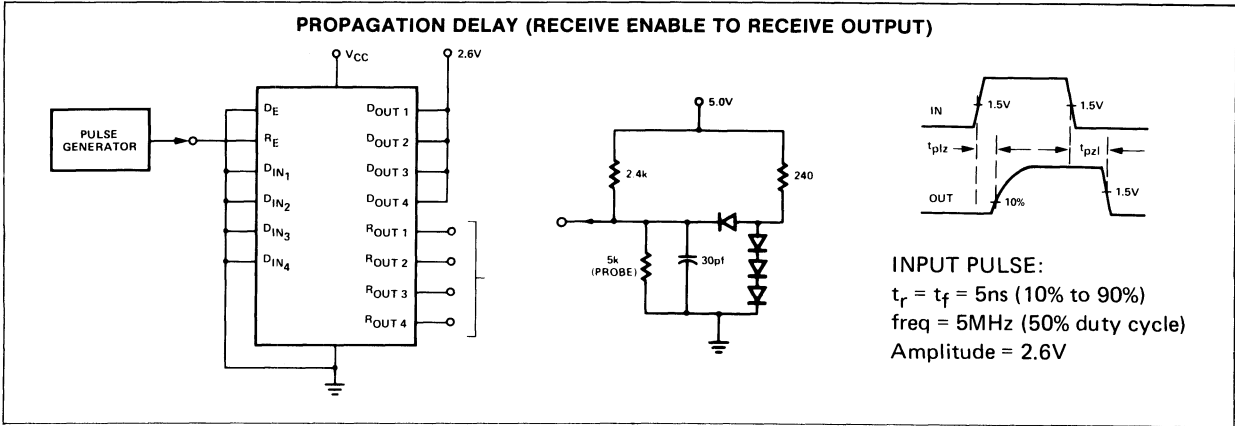 PROPAGATION DELAY (RECEIVE ENABLE TO RECEIVE OUTPUT)
PULSE
GENERATOR
VCC
2.6V
DE
RE
DIN1
DIN2
DIN3
DIN4
DOUT 1
DOUT 2
DOUT 3
DOUT 4
ROUT 1
ROUT 2
ROUT 3
ROUT 4
5.0V
2.4k
240
5k
(PROBE)
30pf
IN
1.5V
1.5V
tplz
tpzl
OUT
10%
1.5V
INPUT PULSE:
tr = tf = 5ns (10% to 90%)
freq = 5MHz (50% duty cycle)
Amplitude = 2.6V